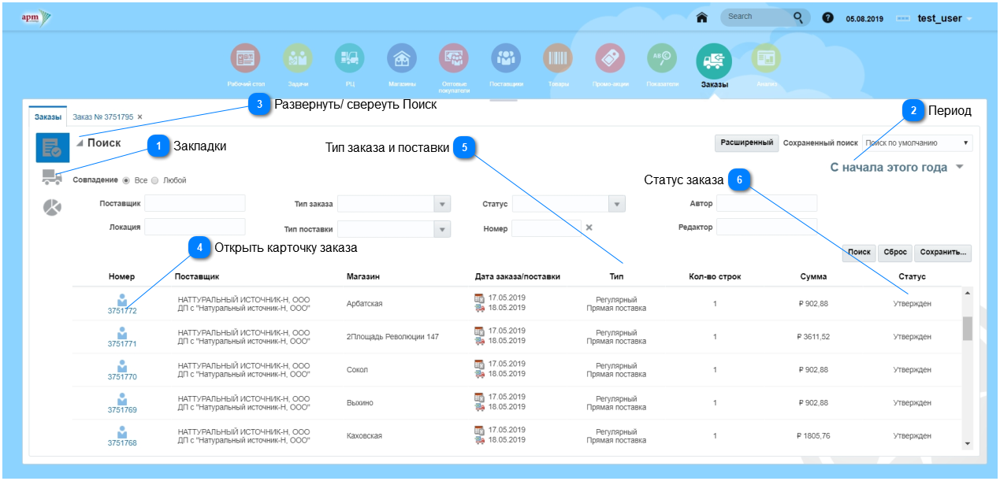 apm
Search
?
05.08.2019
test_user
Рабочий стол
Задачи
РЦ
Магазины
Оптовые
покупатели
Поставщики
Товары
Промо-акции
Показатели
Заказы
Анализ
3 Развернуть/ свереуть Поиск
2 Период
Заказы
Заказ № 3751795 ×
Поиск
1 Закладки
Тип заказа и поставки 5
Расширенный
Сохраненный поиск
Поиск по умолчанию
С начала этого года
Статус заказа 6
Совпадение
Все
Любой
Поставщик
Тип заказа
Статус
Автор
Локация
Тип поставки
Номер
Редактор
4 Открыть карточку заказа
Поиск
Сброс
Сохранить...
Номер Поставщик Магазин Дата заказа/поставки Тип Кол-во строк Сумма Статус
3751772
НАТТУРАЛЬНЫЙ ИСТОЧНИК-Н, ООО
ДП с "Натуральный источник-Н, ООО"
Арбатская
17.05.2019
18.05.2019
Регулярный
Прямая поставка
1
₽ 902,88
Утвержден
3751771
НАТТУРАЛЬНЫЙ ИСТОЧНИК-Н, ООО
ДП с "Натуральный источник-Н, ООО"
2Площадь Революции 147
17.05.2019
18.05.2019
Регулярный
Прямая поставка
1
₽ 3611,52
Утвержден
3751770
НАТТУРАЛЬНЫЙ ИСТОЧНИК-Н, ООО
ДП с "Натуральный источник-Н, ООО"
Сокол
17.05.2019
18.05.2019
Регулярный
Прямая поставка
1
₽ 902,88
Утвержден
3751769
НАТТУРАЛЬНЫЙ ИСТОЧНИК-Н, ООО
ДП с "Натуральный источник-Н, ООО"
Выхино
17.05.2019
18.05.2019
Регулярный
Прямая поставка
1
₽ 902,88
Утвержден
3751768
НАТТУРАЛЬНЫЙ ИСТОЧНИК-Н, ООО
ДП с "Натуральный источник-Н, ООО"
Каховская
17.05.2019
18.05.2019
Регулярный
Прямая поставка
1
₽ 1805,76
Утвержден